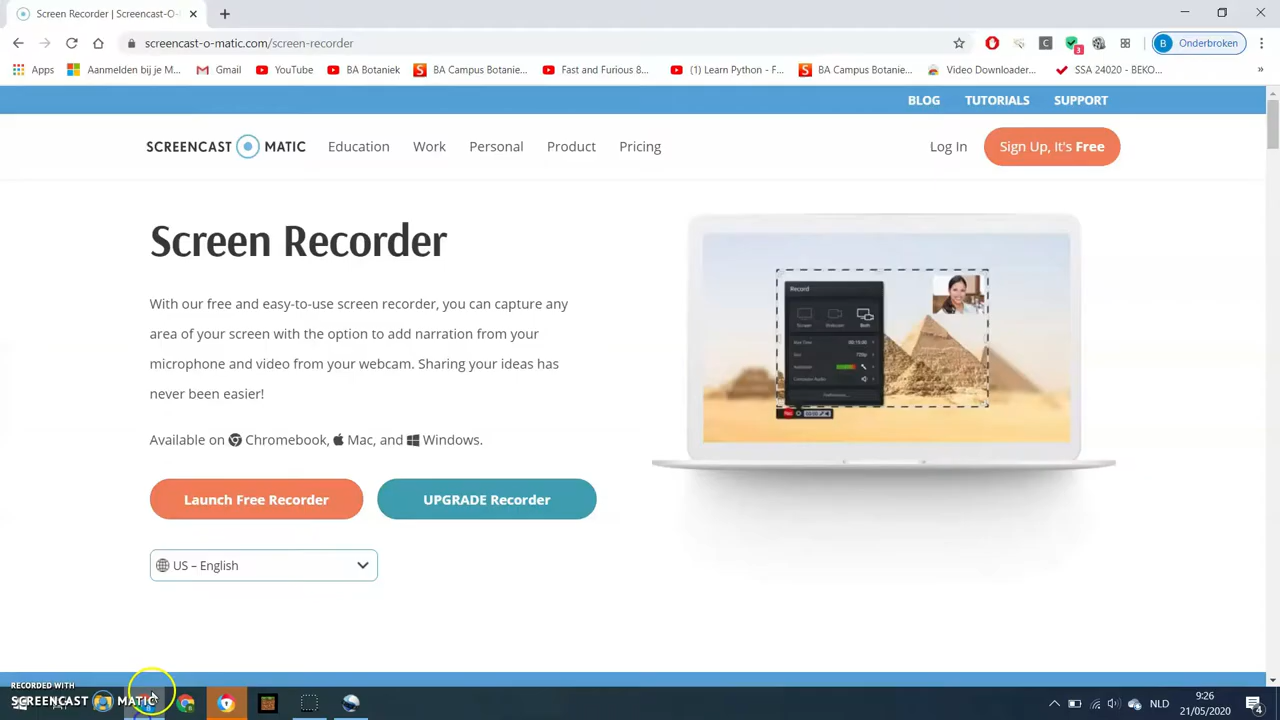 Screen Recorder | Screencast-O-
screencast-o-matic.com/screen-recorder
3
C
B Onderbroken
Apps
Aanmelden bij je M...
Gmail
YouTube
BA Botaniek
BA Campus Botanie...
Fast and Furious 8...
(1) Learn Python - F...
BA Campus Botanie...
Video Downloader...
SSA 24020 - BEKO...
»
BLOG TUTORIALS SUPPORT
SCREENCAST MATIC Education Work Personal Product Pricing Log In Sign Up, It's Free
Screen Recorder
With our free and easy-to-use screen recorder, you can capture any
area of your screen with the option to add narration from your
microphone and video from your webcam. Sharing your ideas has
never been easier!
Available on Chromebook, Mac, and Windows.
Record
Both
720p
Rec
Launch Free Recorder UPGRADE Recorder
US – English
RECORDED WITH
SCREENCAST MATIC
NLD
9:26
21/05/2020
4